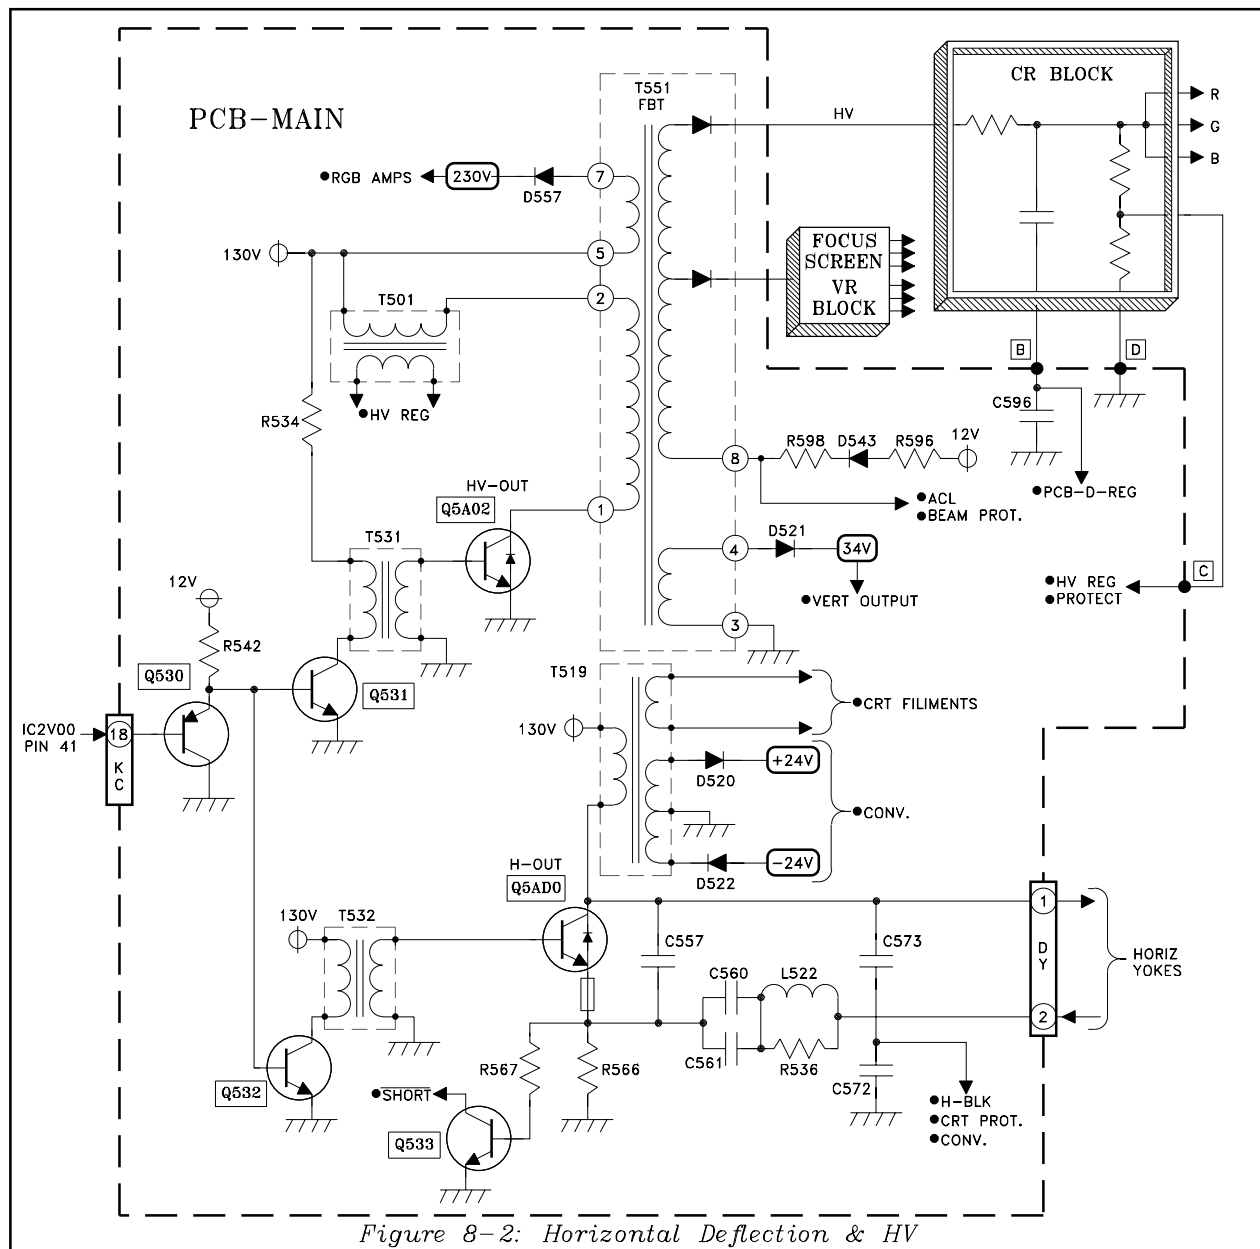 PCB-MAIN
T551
FBT
HV
CR BLOCK
R
G
B
●RGB AMPS
230V
D557
7
130V
5
2
T501
●HV REG
FOCUS
SCREEN
VR
BLOCK
B
D
C596
R534
8
R598
D543
R596
12V
●ACL
●BEAM PROT.
●PCB-D-REG
HV-OUT
Q5A02
1
T531
4
D521
34V
●VERT OUTPUT
3
●HV REG
●PROTECT
C
12V
R542
Q530
Q531
IC2V00
PIN 41
18
K
C
T519
130V
●CRT FILIMENTS
D520
+24V
●CONV.
D522
-24V
H-OUT
Q5AD0
130V
T532
C557
C573
1
D
Y
2
HORIZ
YOKES
C560
L522
C561
R536
R567
R566
C572
Q532
●SHORT
Q533
●H-BLK
●CRT PROT.
●CONV.
Figure 8-2: Horizontal Deflection & HV